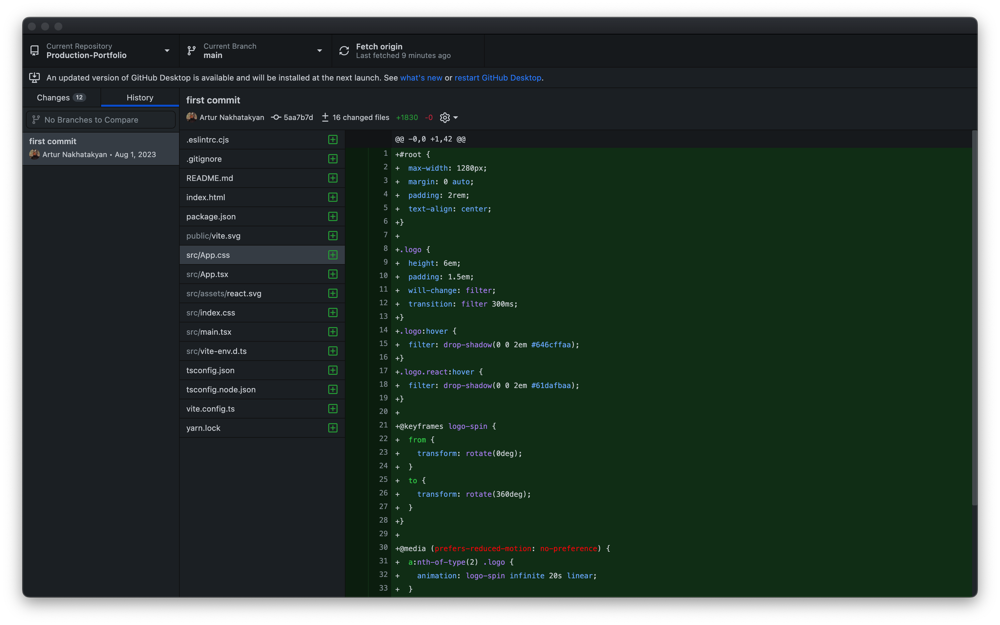 Current Repository
Production-Portfolio
Current Branch
main
Fetch origin
Last fetched 9 minutes ago
An updated version of GitHub Desktop is available and will be installed at the next launch. See what's new or restart GitHub Desktop.
Changes 12
History
No Branches to Compare
first commit
Artur Nakhatakyan • Aug 1, 2023
first commit
Artur Nakhatakyan 5aa7b7d 16 changed files +1830 -0
.eslintrc.cjs
.gitignore
README.md
index.html
package.json
public/vite.svg
src/App.css
src/App.tsx
src/assets/react.svg
src/index.css
src/main.tsx
src/vite-env.d.ts
tsconfig.json
tsconfig.node.json
vite.config.ts
yarn.lock
@@ -0,0 +1,42 @@
1 +#root {
2 +  max-width: 1280px;
3 +  margin: 0 auto;
4 +  padding: 2rem;
5 +  text-align: center;
6 +}
7 +
8 +.logo {
9 +  height: 6em;
10 +  padding: 1.5em;
11 +  will-change: filter;
12 +  transition: filter 300ms;
13 +}
14 +.logo:hover {
15 +  filter: drop-shadow(0 0 2em #646cffaa);
16 +}
17 +.logo.react:hover {
18 +  filter: drop-shadow(0 0 2em #61dafbaa);
19 +}
20 +
21 +@keyframes logo-spin {
22 +  from {
23 +    transform: rotate(0deg);
24 +  }
25 +  to {
26 +    transform: rotate(360deg);
27 +  }
28 +}
29 +
30 +@media (prefers-reduced-motion: no-preference) {
31 +  a:nth-of-type(2) .logo {
32 +    animation: logo-spin infinite 20s linear;
33 +  }